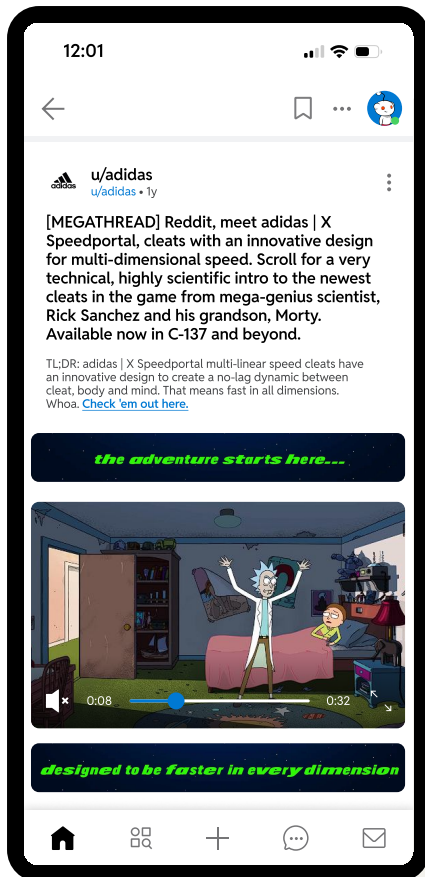 12:01
adidas
u/adidas
u/adidas • 1y
[MEGATHREAD] Reddit, meet adidas | X
Speedportal, cleats with an innovative design
for multi-dimensional speed. Scroll for a very
technical, highly scientific intro to the newest
cleats in the game from mega-genius scientist,
Rick Sanchez and his grandson, Morty.
Available now in C-137 and beyond.
TL;DR: adidas | X Speedportal multi-linear speed cleats have
an innovative design to create a no-lag dynamic between
cleat, body and mind. That means fast in all dimensions.
Whoa. Check 'em out here.
the adventure starts here...
0:08
0:32
designed to be faster in every dimension